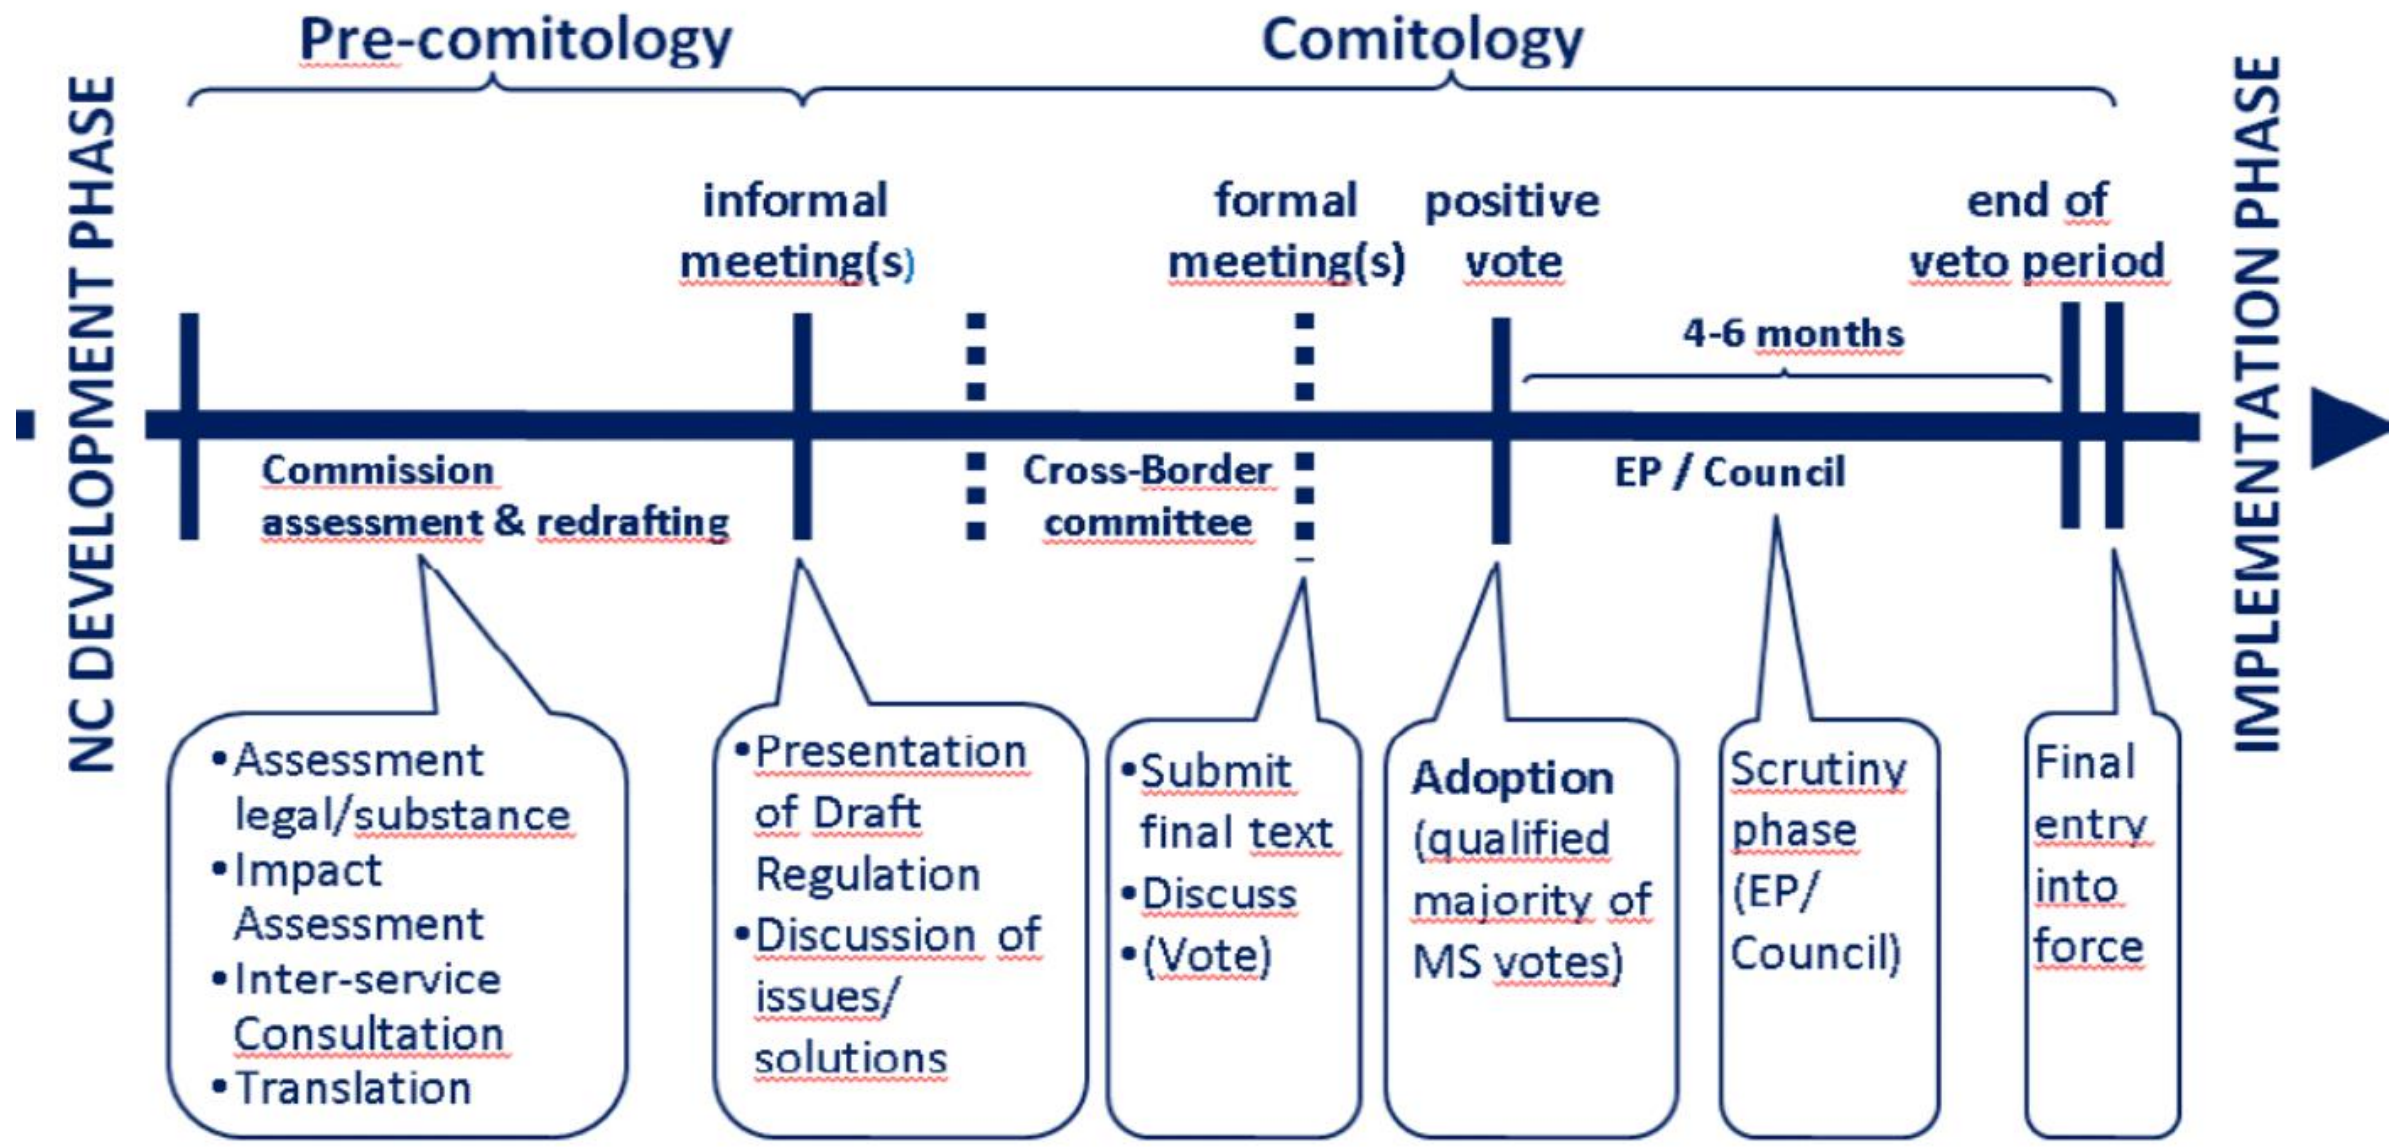 Pre-comitology
Comitology
NC DEVELOPMENT PHASE
IMPLEMENTATION PHASE
informal
meeting(s)
formal
meeting(s)
positive
vote
end of
veto period
4-6 months
Commission
assessment & redrafting
Cross-Border
committee
EP / Council
•Assessment
legal/substance
•Impact
Assessment
•Inter-service
Consultation
•Translation
•Presentation
of Draft
Regulation
•Discussion of
issues/
solutions
•Submit
final text
•Discuss
•(Vote)
Adoption
(qualified
majority of
MS votes)
Scrutiny
phase
(EP/
Council)
Final
entry
into
force